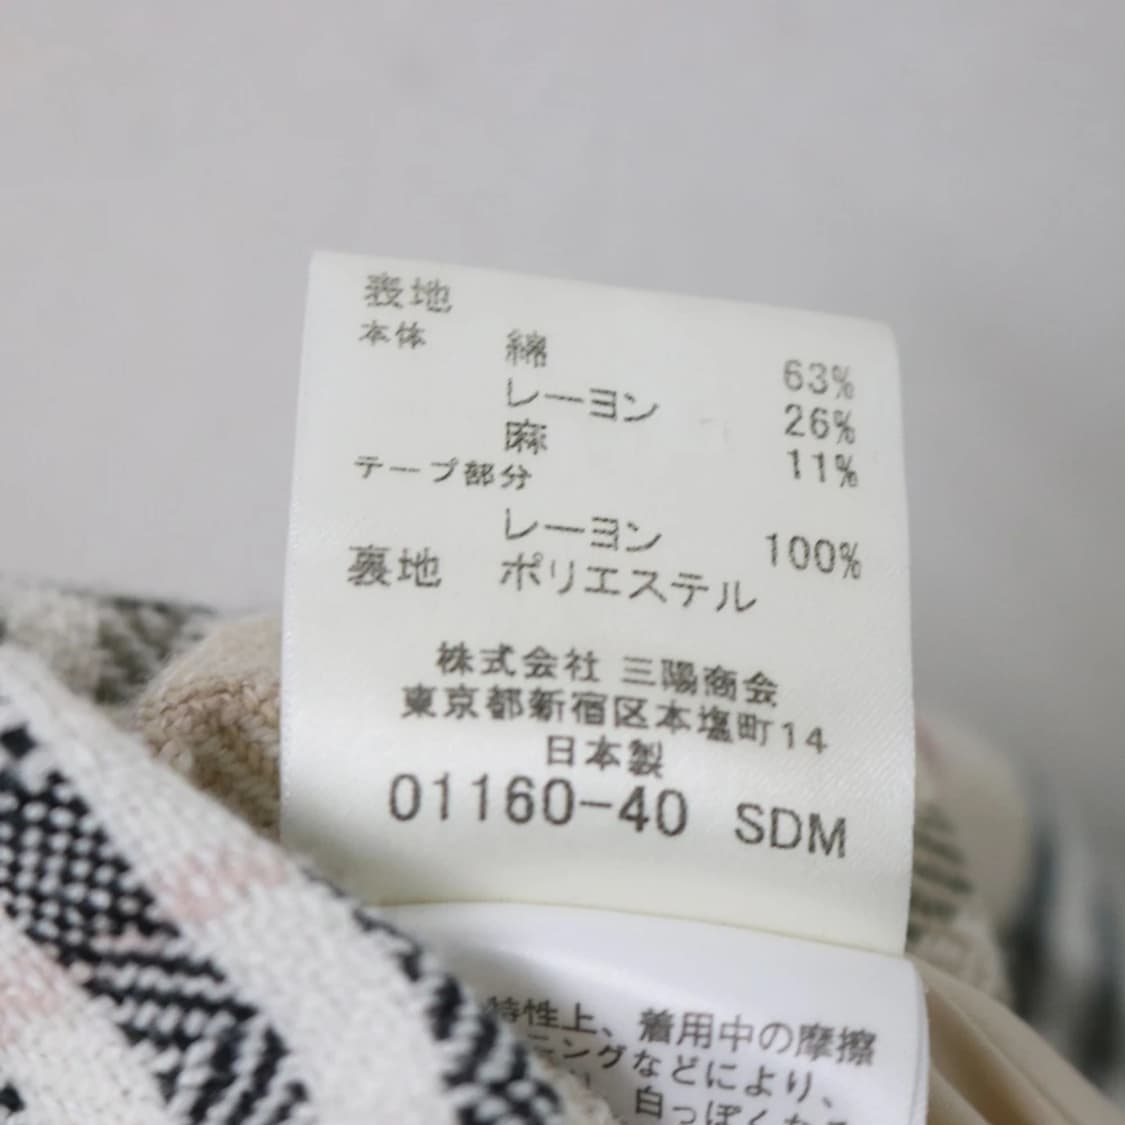 表地
本体 綿 63%
レーヨン 26%
麻 11%
テープ部分
レーヨン 100%
裏地 ポリエステル
株式会社 三陽商会
東京都新宿区本塩町14
日本製
01160-40 SDM
特性上、着用中の摩擦
ニングなどにより、
白っぽくなる